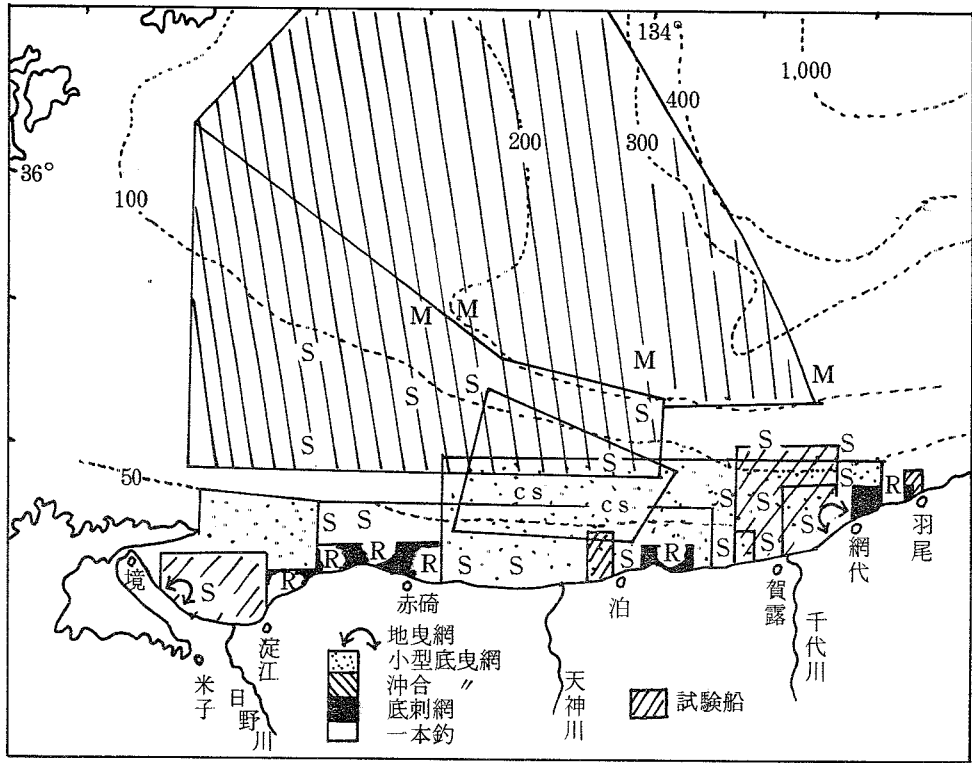 134°
1,000
400
200
300
36°
100
M
M
S
M
M
S
S
S
S
S
S
S
S
50
c s
c s
S
S
R
S
S
S
羽尾
R
R
R
R
S
S
S
R
S
S
網代
境
S
赤碕
泊
賀露
淀江
米子
日野川
天神川
千代川
地曳網
小型底曳網
沖合 〃
底刺網
一本釣
試験船